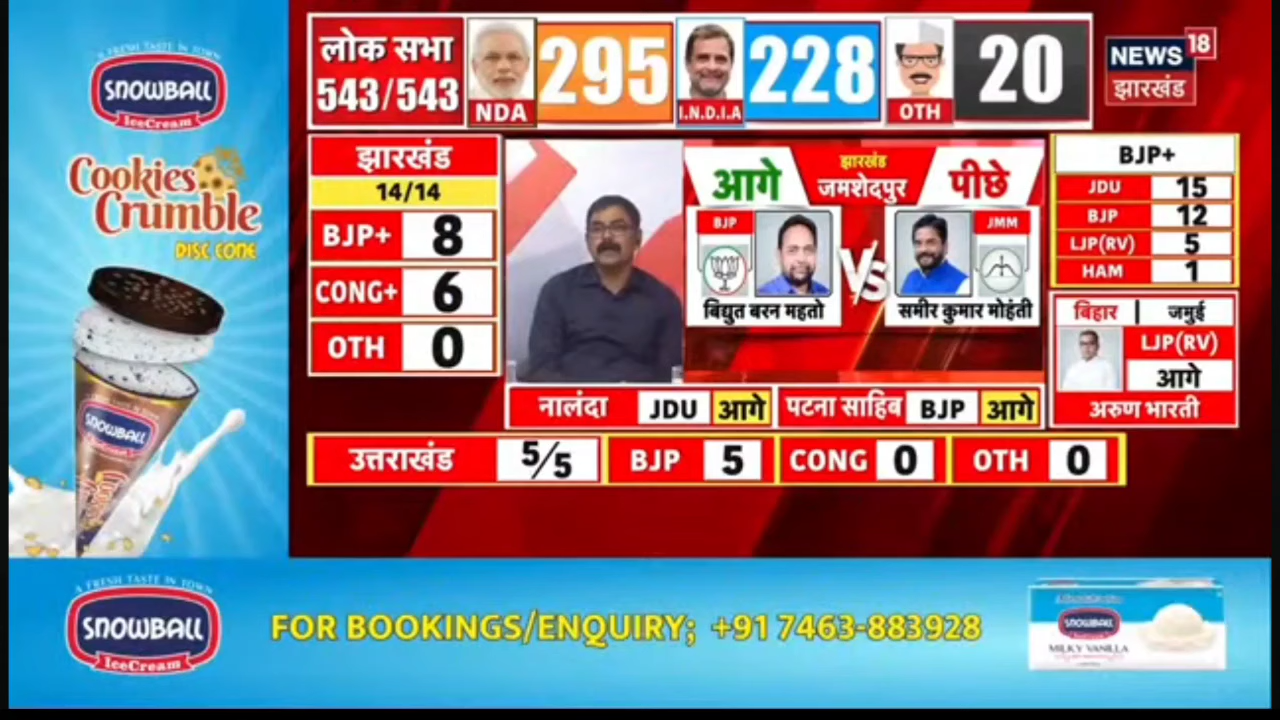 A FRESH TASTE IN TOWN
SNOWBALL
IceCream
Cookies
Crumble
DISC CONE
SNOWBALL
लोक सभा
543/543
NDA
295
I.N.D.I.A
228
OTH
20
NEWS 18
झारखंड
झारखंड
14/14
BJP+ 8
CONG+ 6
OTH 0
आगे
झारखंड
जमशेदपुर
पीछे
BJP
VS
JMM
बिद्युत बरन महतो
समीर कुमार मोहंती
BJP+
JDU 15
BJP 12
LJP(RV) 5
HAM 1
बिहार | जमुई
LJP(RV)
आगे
अरुण भारती
नालंदा JDU आगे
पटना साहिब BJP आगे
उत्तराखंड 5/5 BJP 5 CONG 0 OTH 0
A FRESH TASTE IN TOWN
SNOWBALL
IceCream
FOR BOOKINGS/ENQUIRY; +91 7463-883928
SNOWBALL
MILKY VANILLA